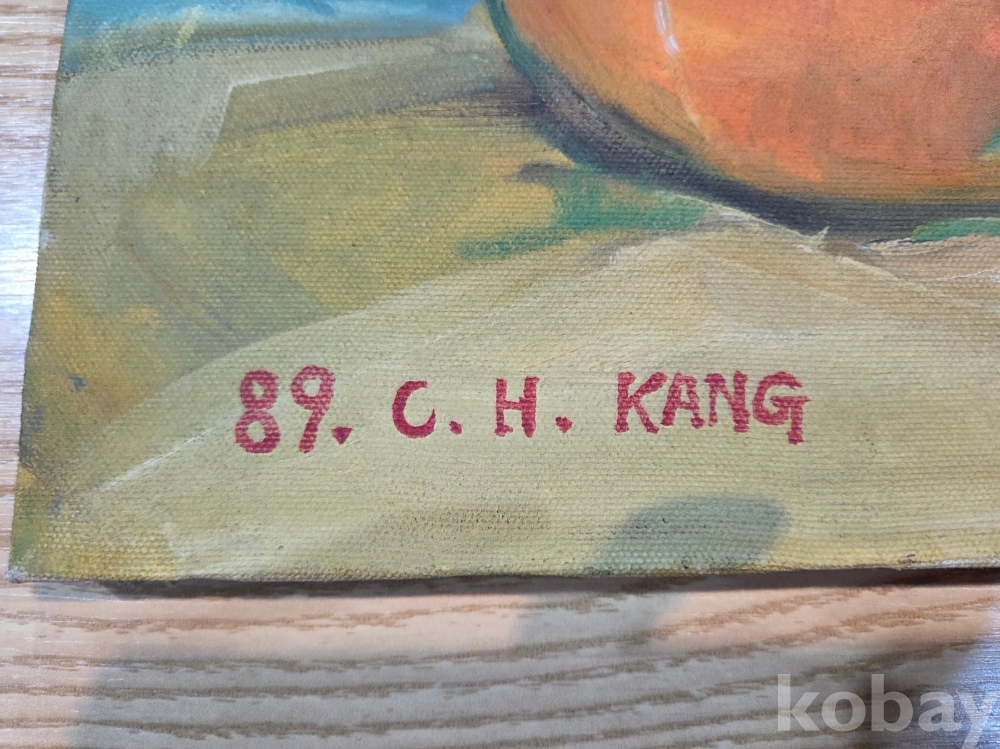 89. C. H. KANG
kobay